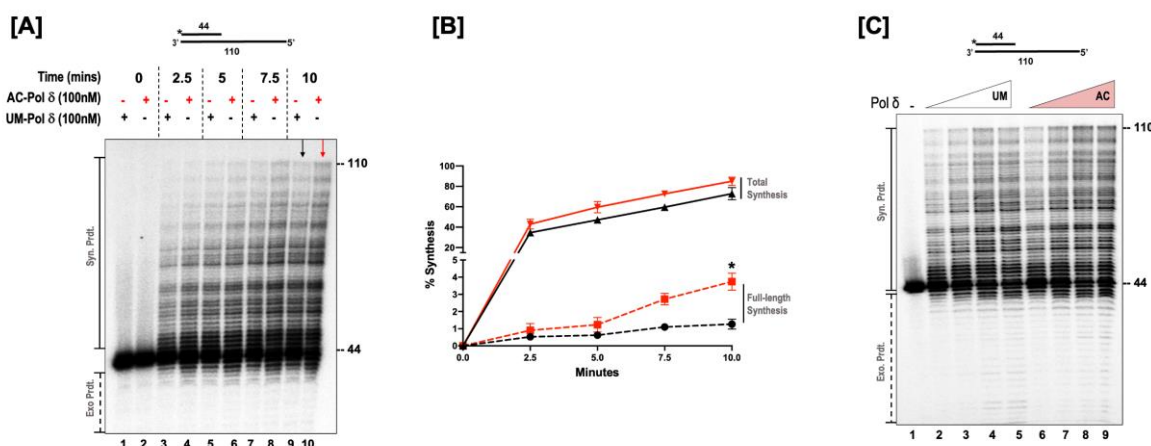 [A]
* 44
3' 5'
110
Time (mins) 0 2.5 5 7.5 10
AC-Pol δ (100nM) - + - + - + - + - +
UM-Pol δ (100nM) + - + - + - + - + -
110
Syn. Prdt.
44
Exo Prdt.
1 2 3 4 5 6 7 8 9 10
[B]
% Synthesis
100
80
60
40
20
0
5
4
3
2
1
0
Total
Synthesis
*
Full-length
Synthesis
0.0 2.5 5.0 7.5 10.0
Minutes
[C]
* 44
3' 5'
110
Pol δ - UM AC
110
Syn. Prdt.
44
Exo. Prdt.
1 2 3 4 5 6 7 8 9